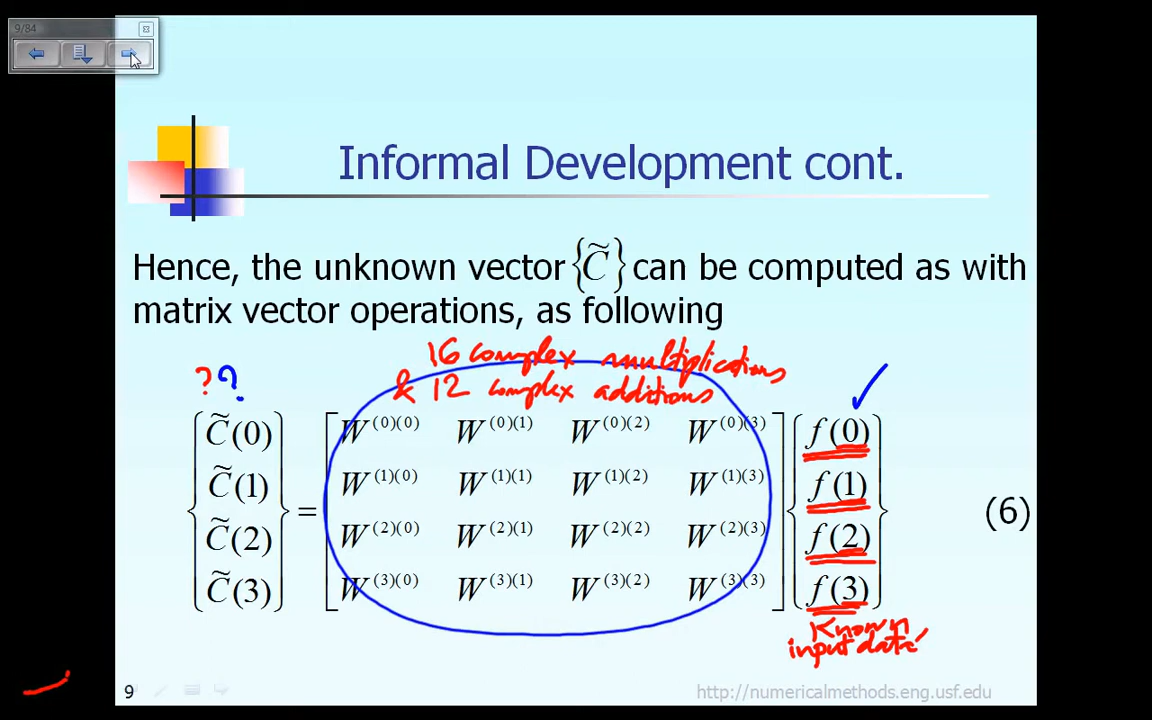 9/84
Informal Development cont.
Hence, the unknown vector {C̃} can be computed as with
matrix vector operations, as following
16 complex multiplications
& 12 complex additions
? ?
C̃(0) = W^(0)(0) W^(0)(1) W^(0)(2) W^(0)(3) f(0)
C̃(1) W^(1)(0) W^(1)(1) W^(1)(2) W^(1)(3) f(1)
(6)
C̃(2) W^(2)(0) W^(2)(1) W^(2)(2) W^(2)(3) f(2)
C̃(3) W^(3)(0) W^(3)(1) W^(3)(2) W^(3)(3) f(3)
Known
input data
9
http://numericalmethods.eng.usf.edu